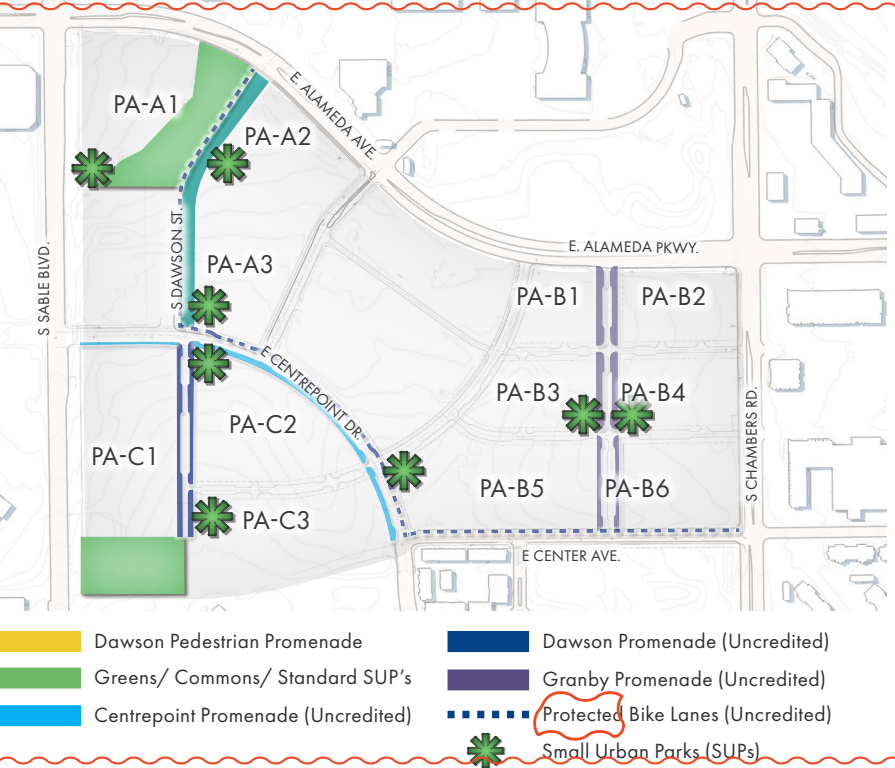 E. ALAMEDA AVE.
PA-A1
PA-A2
S SABLE BLVD.
S DAWSON ST.
E. ALAMEDA PKWY.
PA-A3
PA-B1
PA-B2
E CENTREPOINT DR.
PA-B3
PA-B4
S CHAMBERS RD.
PA-C2
PA-C1
PA-B5
PA-B6
PA-C3
E CENTER AVE.
Dawson Pedestrian Promenade
Greens/ Commons/ Standard SUP's
Centrepoint Promenade (Uncredited)
Dawson Promenade (Uncredited)
Granby Promenade (Uncredited)
Protected Bike Lanes (Uncredited)
Small Urban Parks (SUPs)